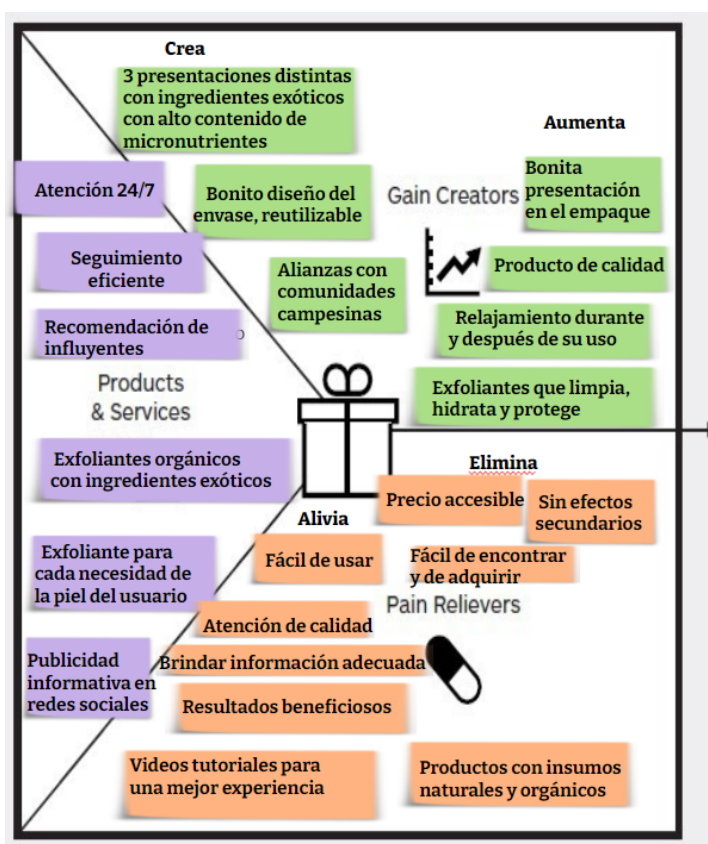 Crea
3 presentaciones distintas
con ingredientes exóticos
con alto contenido de
micronutrientes
Aumenta
Bonita
presentación
en el empaque
Atención 24/7
Bonito diseño del
envase, reutilizable
Gain Creators
Seguimiento
eficiente
Alianzas con
comunidades
campesinas
Producto de calidad
Recomendación de
influyentes
Relajamiento durante
y después de su uso
Products
& Services
Exfoliantes que limpia,
hidrata y protege
Exfoliantes orgánicos
con ingredientes exóticos
Elimina
Precio accesible
Sin efectos
secundarios
Alivia
Fácil de usar
Fácil de encontrar
y de adquirir
Exfoliante para
cada necesidad de
la piel del usuario
Pain Relievers
Atención de calidad
Brindar información adecuada
Publicidad
informativa en
redes sociales
Resultados beneficiosos
Videos tutoriales para
una mejor experiencia
Productos con insumos
naturales y orgánicos